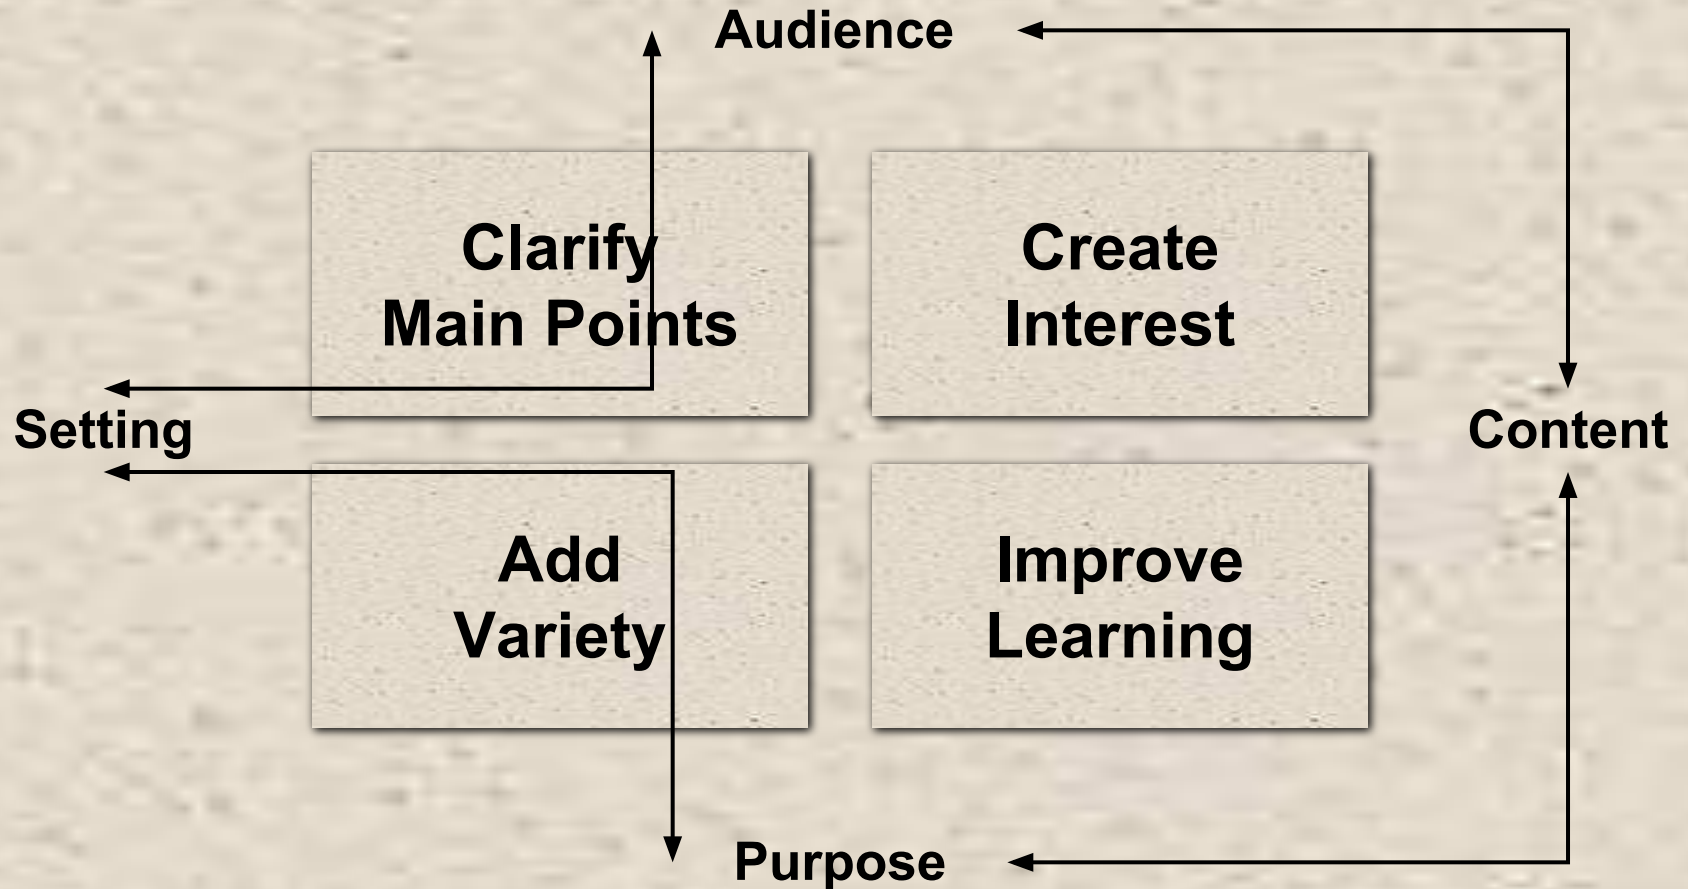 Audience
Clarify
Main Points
Create
Interest
Setting
Content
Add
Variety
Improve
Learning
Purpose